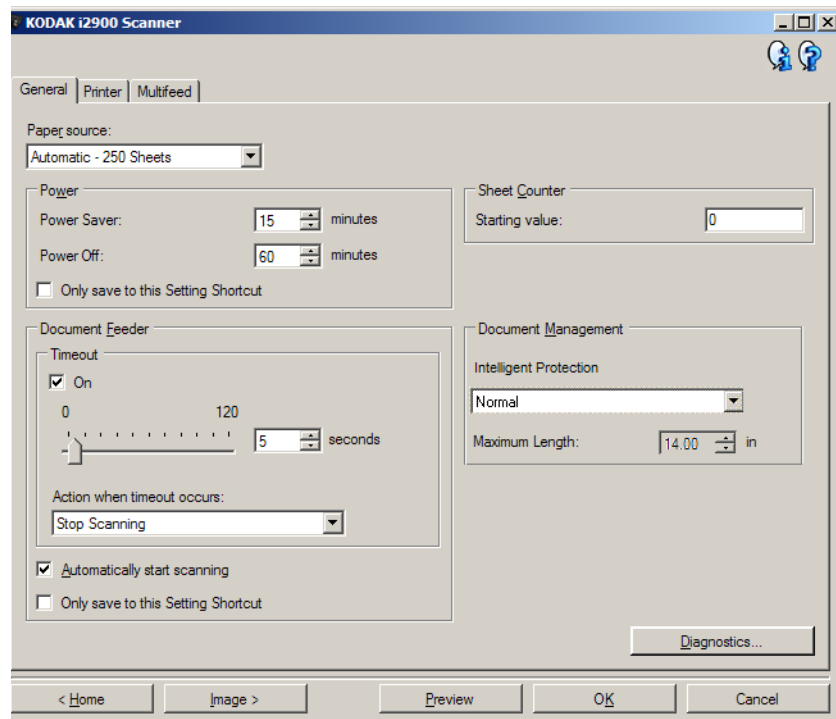 KODAK i2900 Scanner
General Printer Multifeed
Paper source:
Automatic - 250 Sheets
Power
Power Saver: 15 minutes
Power Off: 60 minutes
Only save to this Setting Shortcut
Sheet Counter
Starting value: 0
Document Feeder
Timeout
On
0 120
5 seconds
Action when timeout occurs:
Stop Scanning
Automatically start scanning
Only save to this Setting Shortcut
Document Management
Intelligent Protection
Normal
Maximum Length: 14.00 in
Diagnostics...
< Home Image > Preview OK Cancel